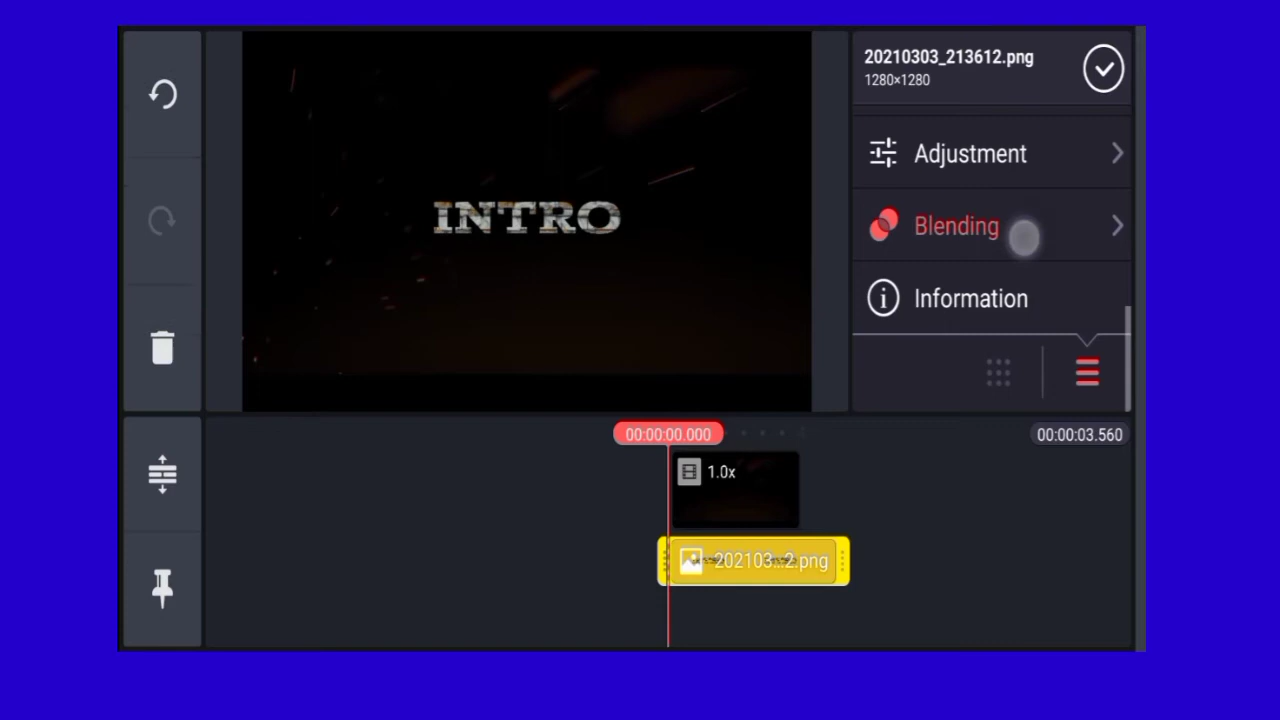 20210303_213612.png
1280×1280
Adjustment
INTRO
Blending
Information
00:00:00.000
00:00:03.560
1.0x
202103...2.png